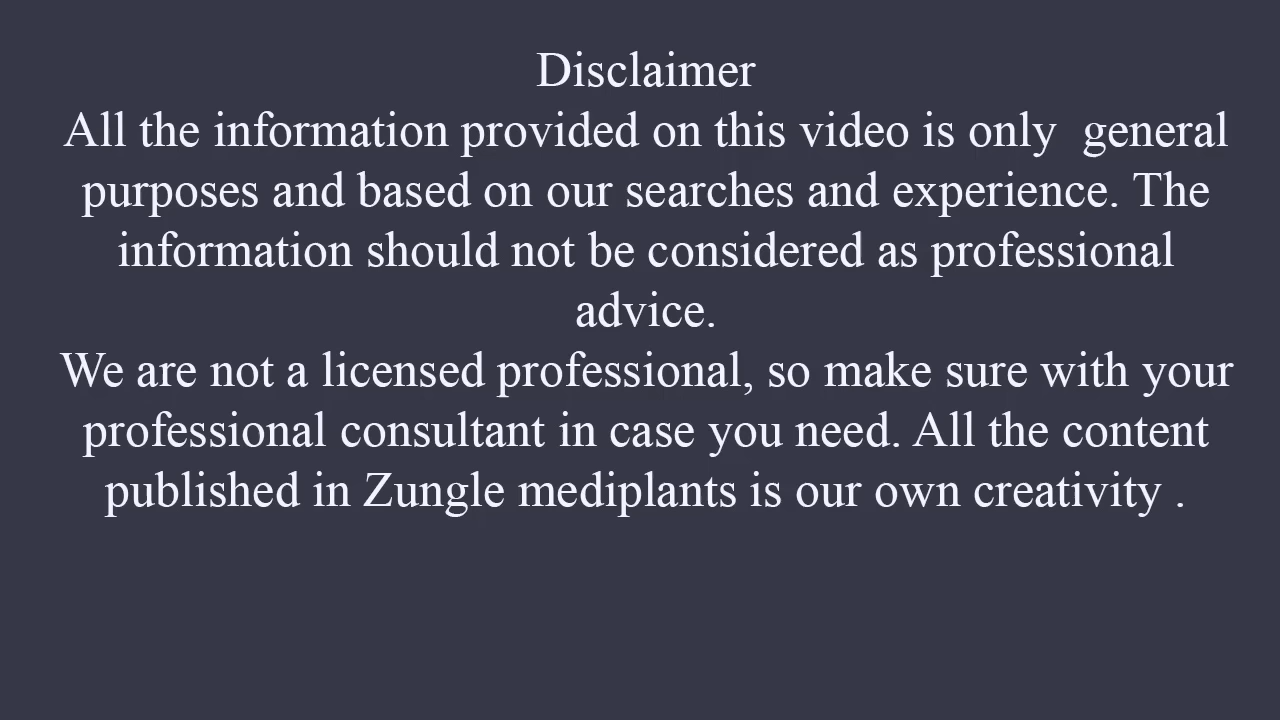 Disclaimer
All the information provided on this video is only  general
purposes and based on our searches and experience. The
information should not be considered as professional
advice.
We are not a licensed professional, so make sure with your
professional consultant in case you need. All the content
published in Zungle mediplants is our own creativity .